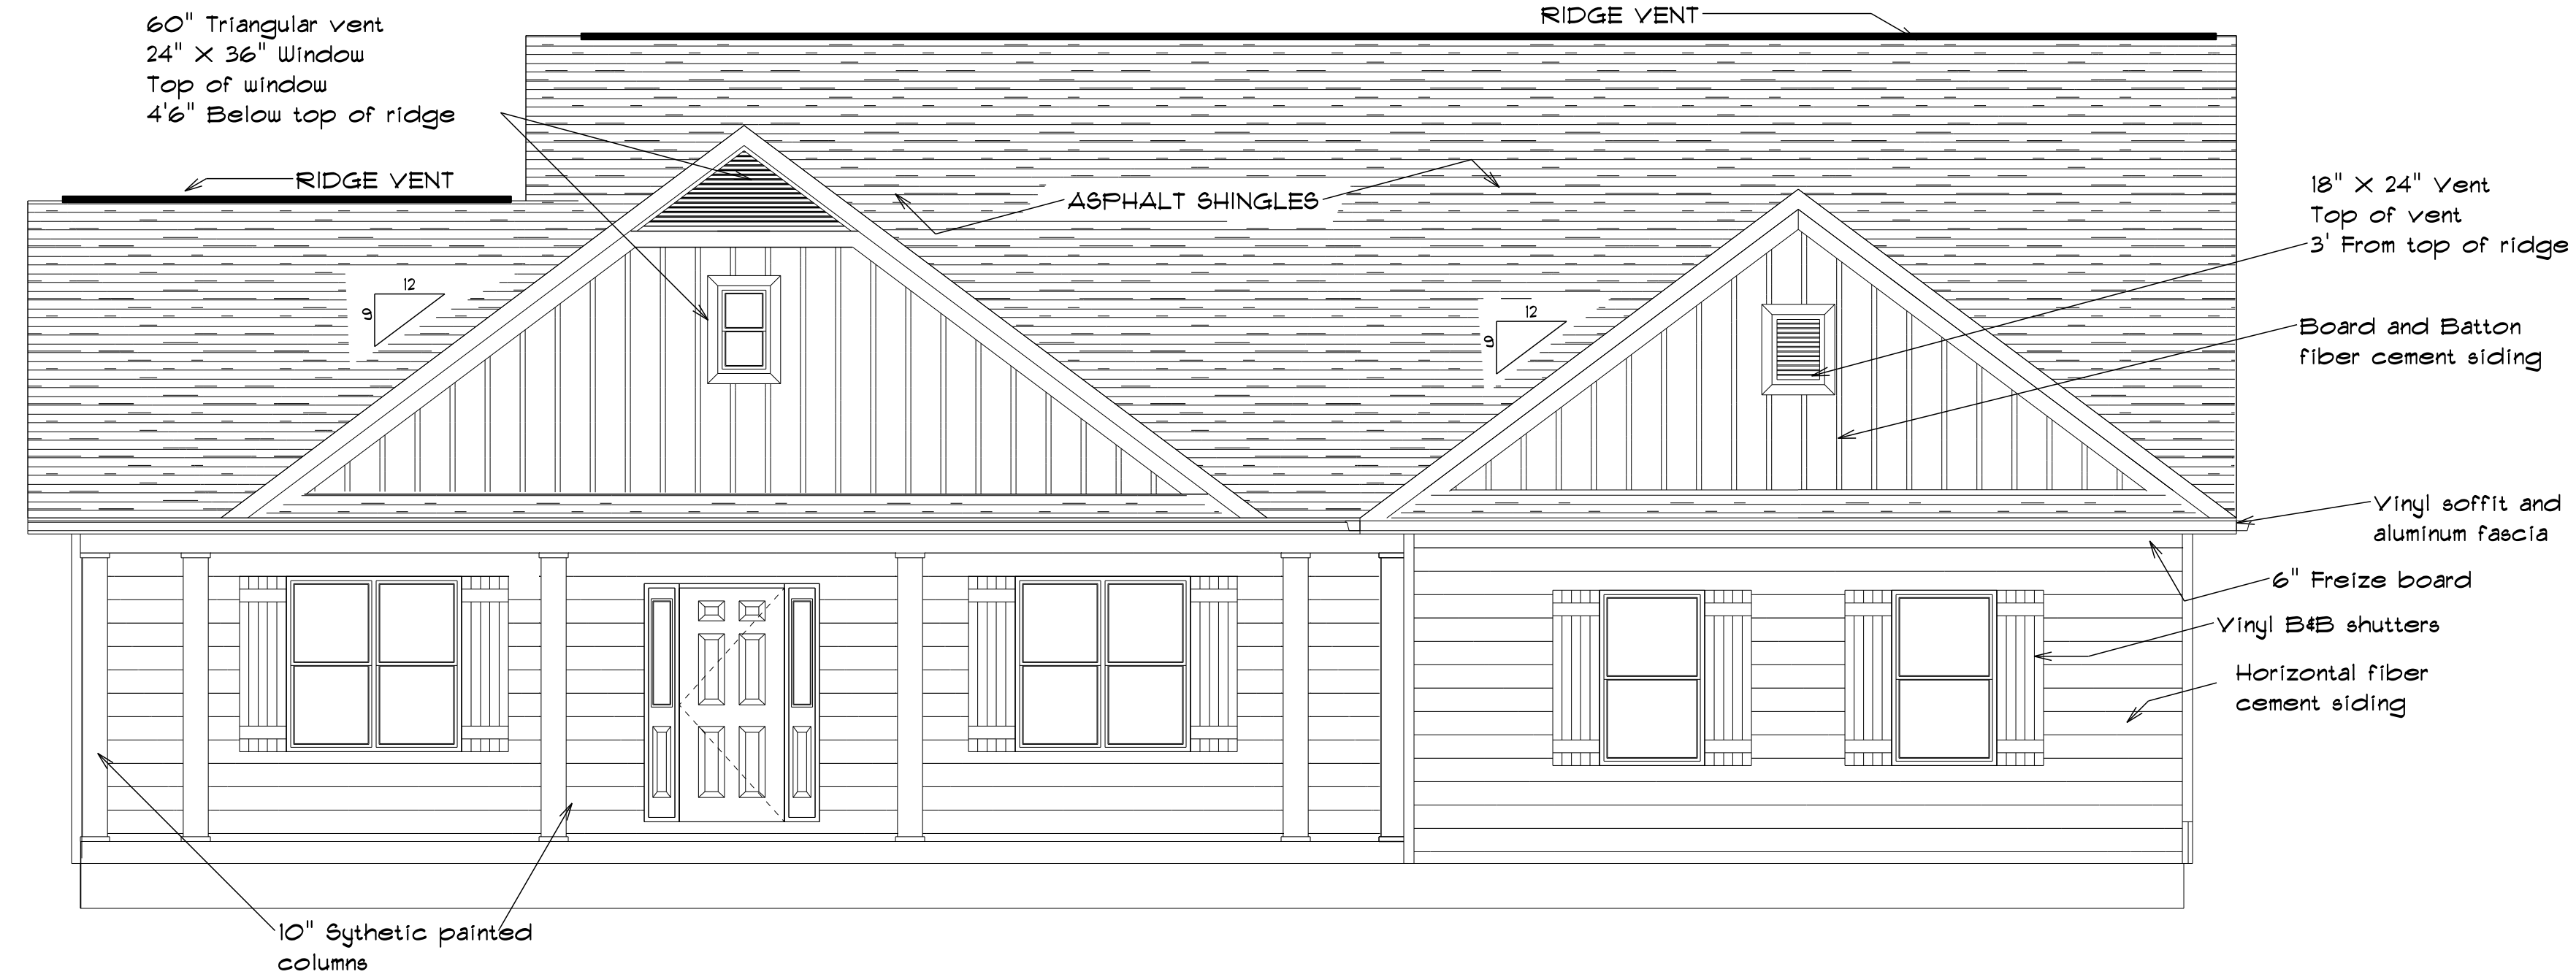 60" Triangular vent
24" X 36" Window
Top of window
4'6" Below top of ridge
RIDGE VENT
RIDGE VENT
ASPHALT SHINGLES
12
9
12
9
18" X 24" Vent
Top of vent
3' From top of ridge
Board and Batton
fiber cement siding
Vinyl soffit and
aluminum fascia
6" Freize board
Vinyl B&B shutters
Horizontal fiber
cement siding
10" Sythetic painted
columns